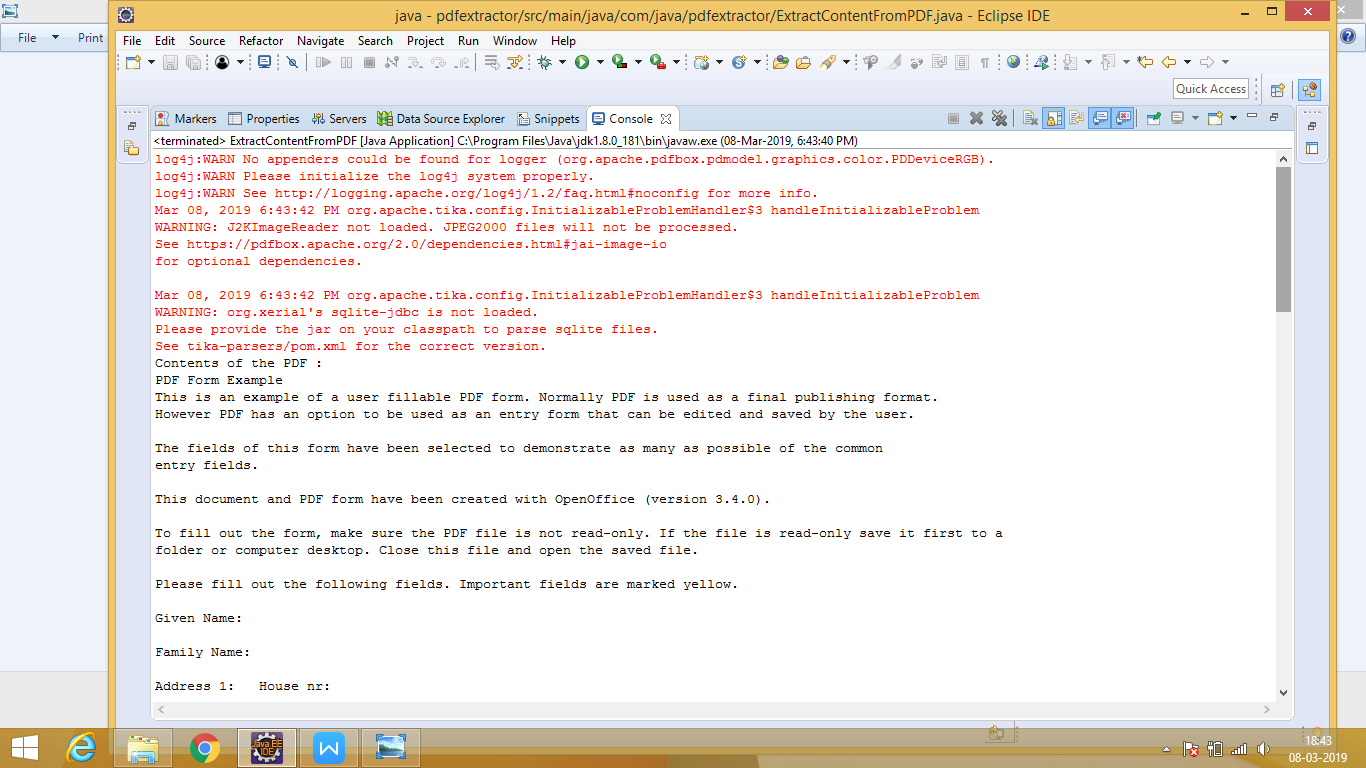 File
Print
java - pdfextractor/src/main/java/com/java/pdfextractor/ExtractContentFromPDF.java - Eclipse IDE
File Edit Source Refactor Navigate Search Project Run Window Help
Quick Access
Markers Properties Servers Data Source Explorer Snippets Console
<terminated> ExtractContentFromPDF [Java Application] C:\Program Files\Java\jdk1.8.0_181\bin\javaw.exe (08-Mar-2019, 6:43:40 PM)
log4j:WARN No appenders could be found for logger (org.apache.pdfbox.pdmodel.graphics.color.PDDeviceRGB).
log4j:WARN Please initialize the log4j system properly.
log4j:WARN See http://logging.apache.org/log4j/1.2/faq.html#noconfig for more info.
Mar 08, 2019 6:43:42 PM org.apache.tika.config.InitializableProblemHandler$3 handleInitializableProblem
WARNING: J2KImageReader not loaded. JPEG2000 files will not be processed.
See https://pdfbox.apache.org/2.0/dependencies.html#jai-image-io
for optional dependencies.
Mar 08, 2019 6:43:42 PM org.apache.tika.config.InitializableProblemHandler$3 handleInitializableProblem
WARNING: org.xerial's sqlite-jdbc is not loaded.
Please provide the jar on your classpath to parse sqlite files.
See tika-parsers/pom.xml for the correct version.
Contents of the PDF :
PDF Form Example
This is an example of a user fillable PDF form. Normally PDF is used as a final publishing format.
However PDF has an option to be used as an entry form that can be edited and saved by the user.
The fields of this form have been selected to demonstrate as many as possible of the common
entry fields.
This document and PDF form have been created with OpenOffice (version 3.4.0).
To fill out the form, make sure the PDF file is not read-only. If the file is read-only save it first to a
folder or computer desktop. Close this file and open the saved file.
Please fill out the following fields. Important fields are marked yellow.
Given Name:
Family Name:
Address 1: House nr:
Java EE
IDE
18:43
08-03-2019